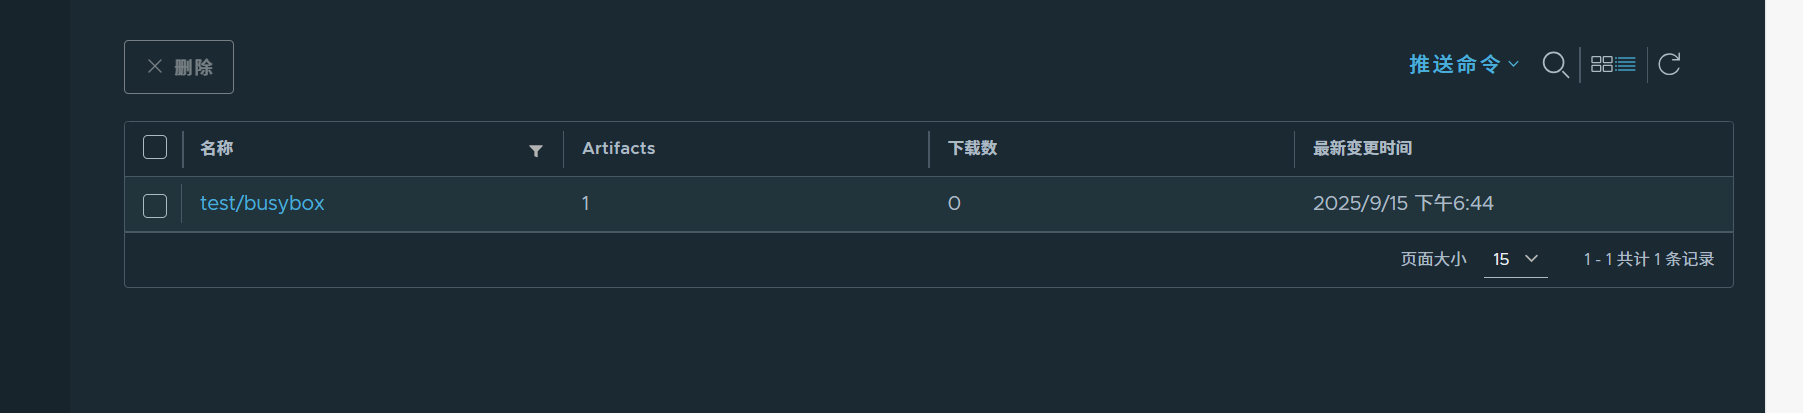 删除
推送命令
名称 Artifacts 下载数 最新变更时间
test/busybox 1 0 2025/9/15 下午6:44
页面大小 15 1 - 1 共计 1 条记录